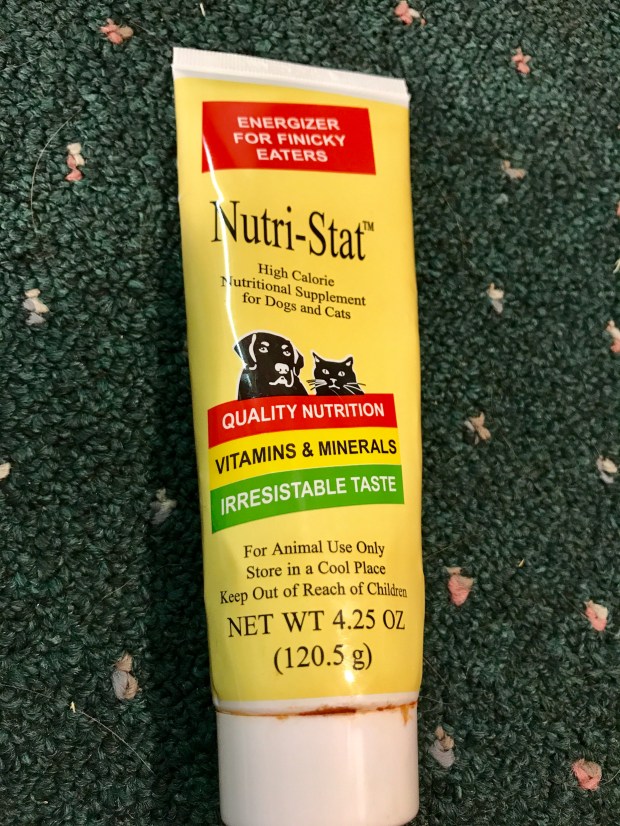 ENERGIZER
FOR FINICKY
EATERS
Nutri-Stat™
High Calorie
Nutritional Supplement
for Dogs and Cats
QUALITY NUTRITION
VITAMINS & MINERALS
IRRESISTABLE TASTE
For Animal Use Only
Store in a Cool Place
Keep Out of Reach of Children
NET WT 4.25 OZ
(120.5 g)